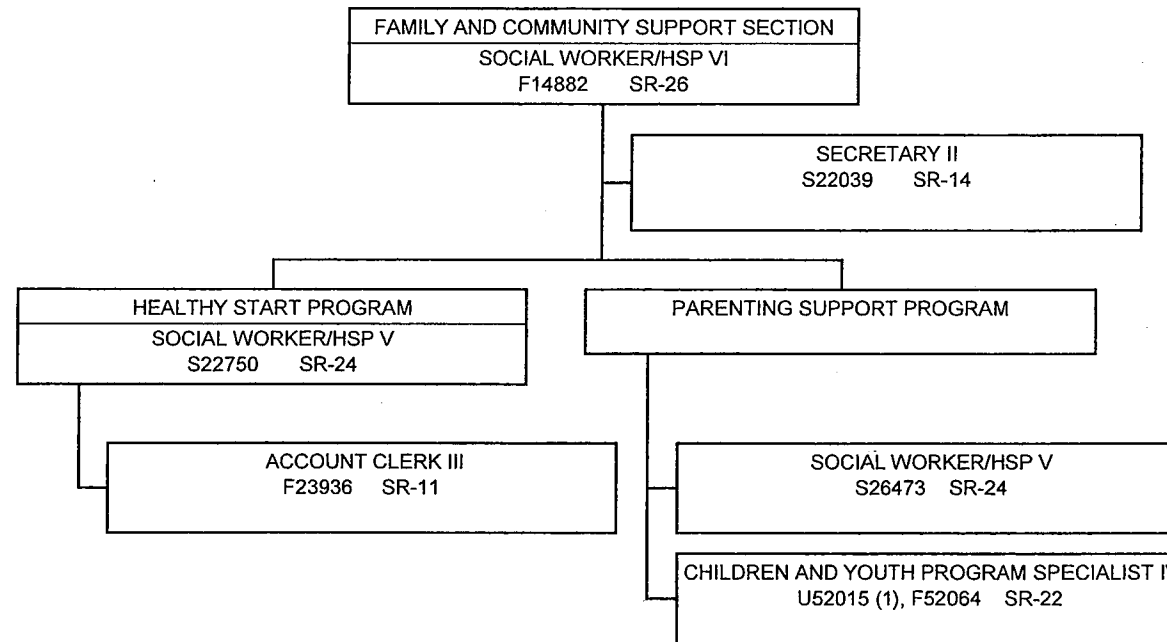 FAMILY AND COMMUNITY SUPPORT SECTION
SOCIAL WORKER/HSP VI
F14882 SR-26
SECRETARY II
S22039 SR-14
HEALTHY START PROGRAM
SOCIAL WORKER/HSP V
S22750 SR-24
PARENTING SUPPORT PROGRAM
ACCOUNT CLERK III
F23936 SR-11
SOCIAL WORKER/HSP V
S26473 SR-24
CHILDREN AND YOUTH PROGRAM SPECIALIST
U52015 (1), F52064 SR-22